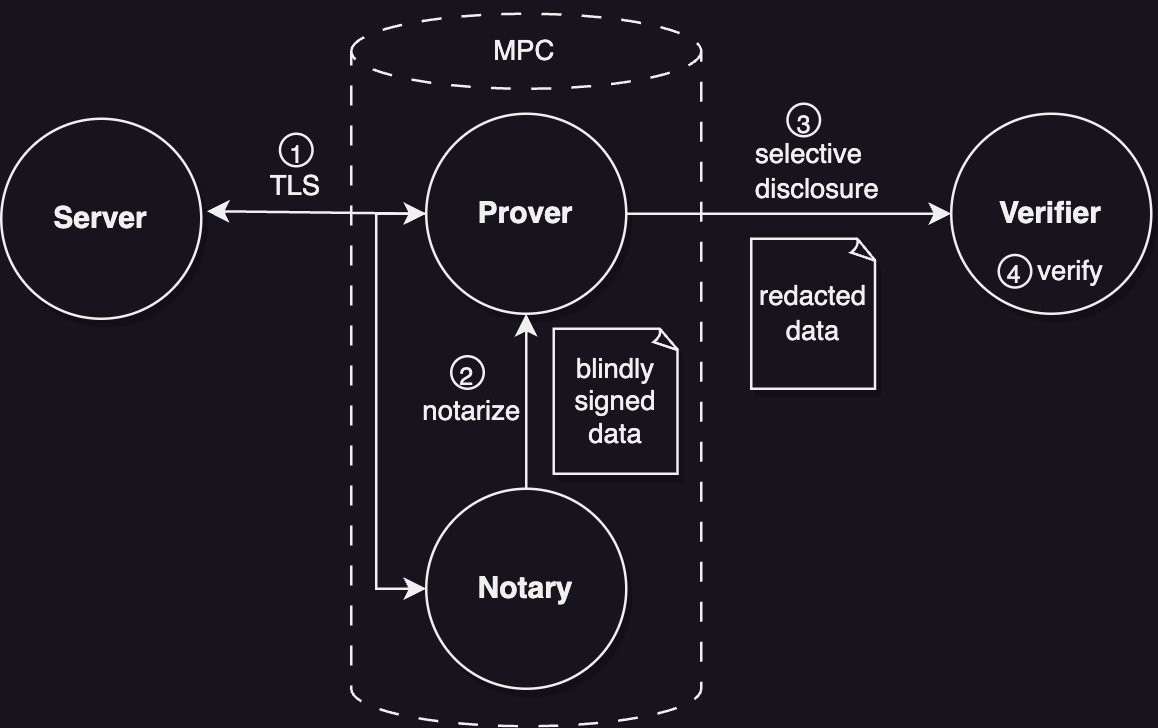 MPC
Server
①
TLS
Prover
③
selective
disclosure
Verifier
④ verify
redacted
data
②
notarize
blindly
signed
data
Notary